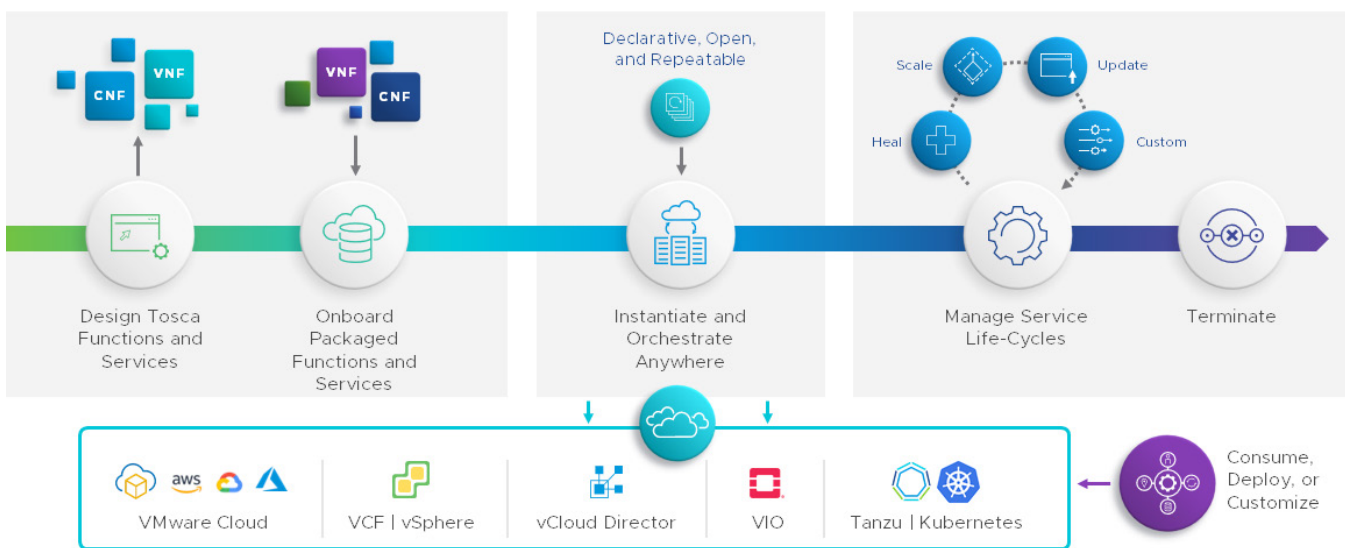 CNF
VNF
VNF
CNF
Declarative, Open,
and Repeatable
Scale
Update
Heal
Custom
Design Tosca
Functions and
Services
Onboard
Packaged
Functions and
Services
Instantiate and
Orchestrate
Anywhere
Manage Service
Life-Cycles
Terminate
aws
VMware Cloud
VCF | vSphere
vCloud Director
VIO
Tanzu | Kubernetes
Consume,
Deploy, or
Customize